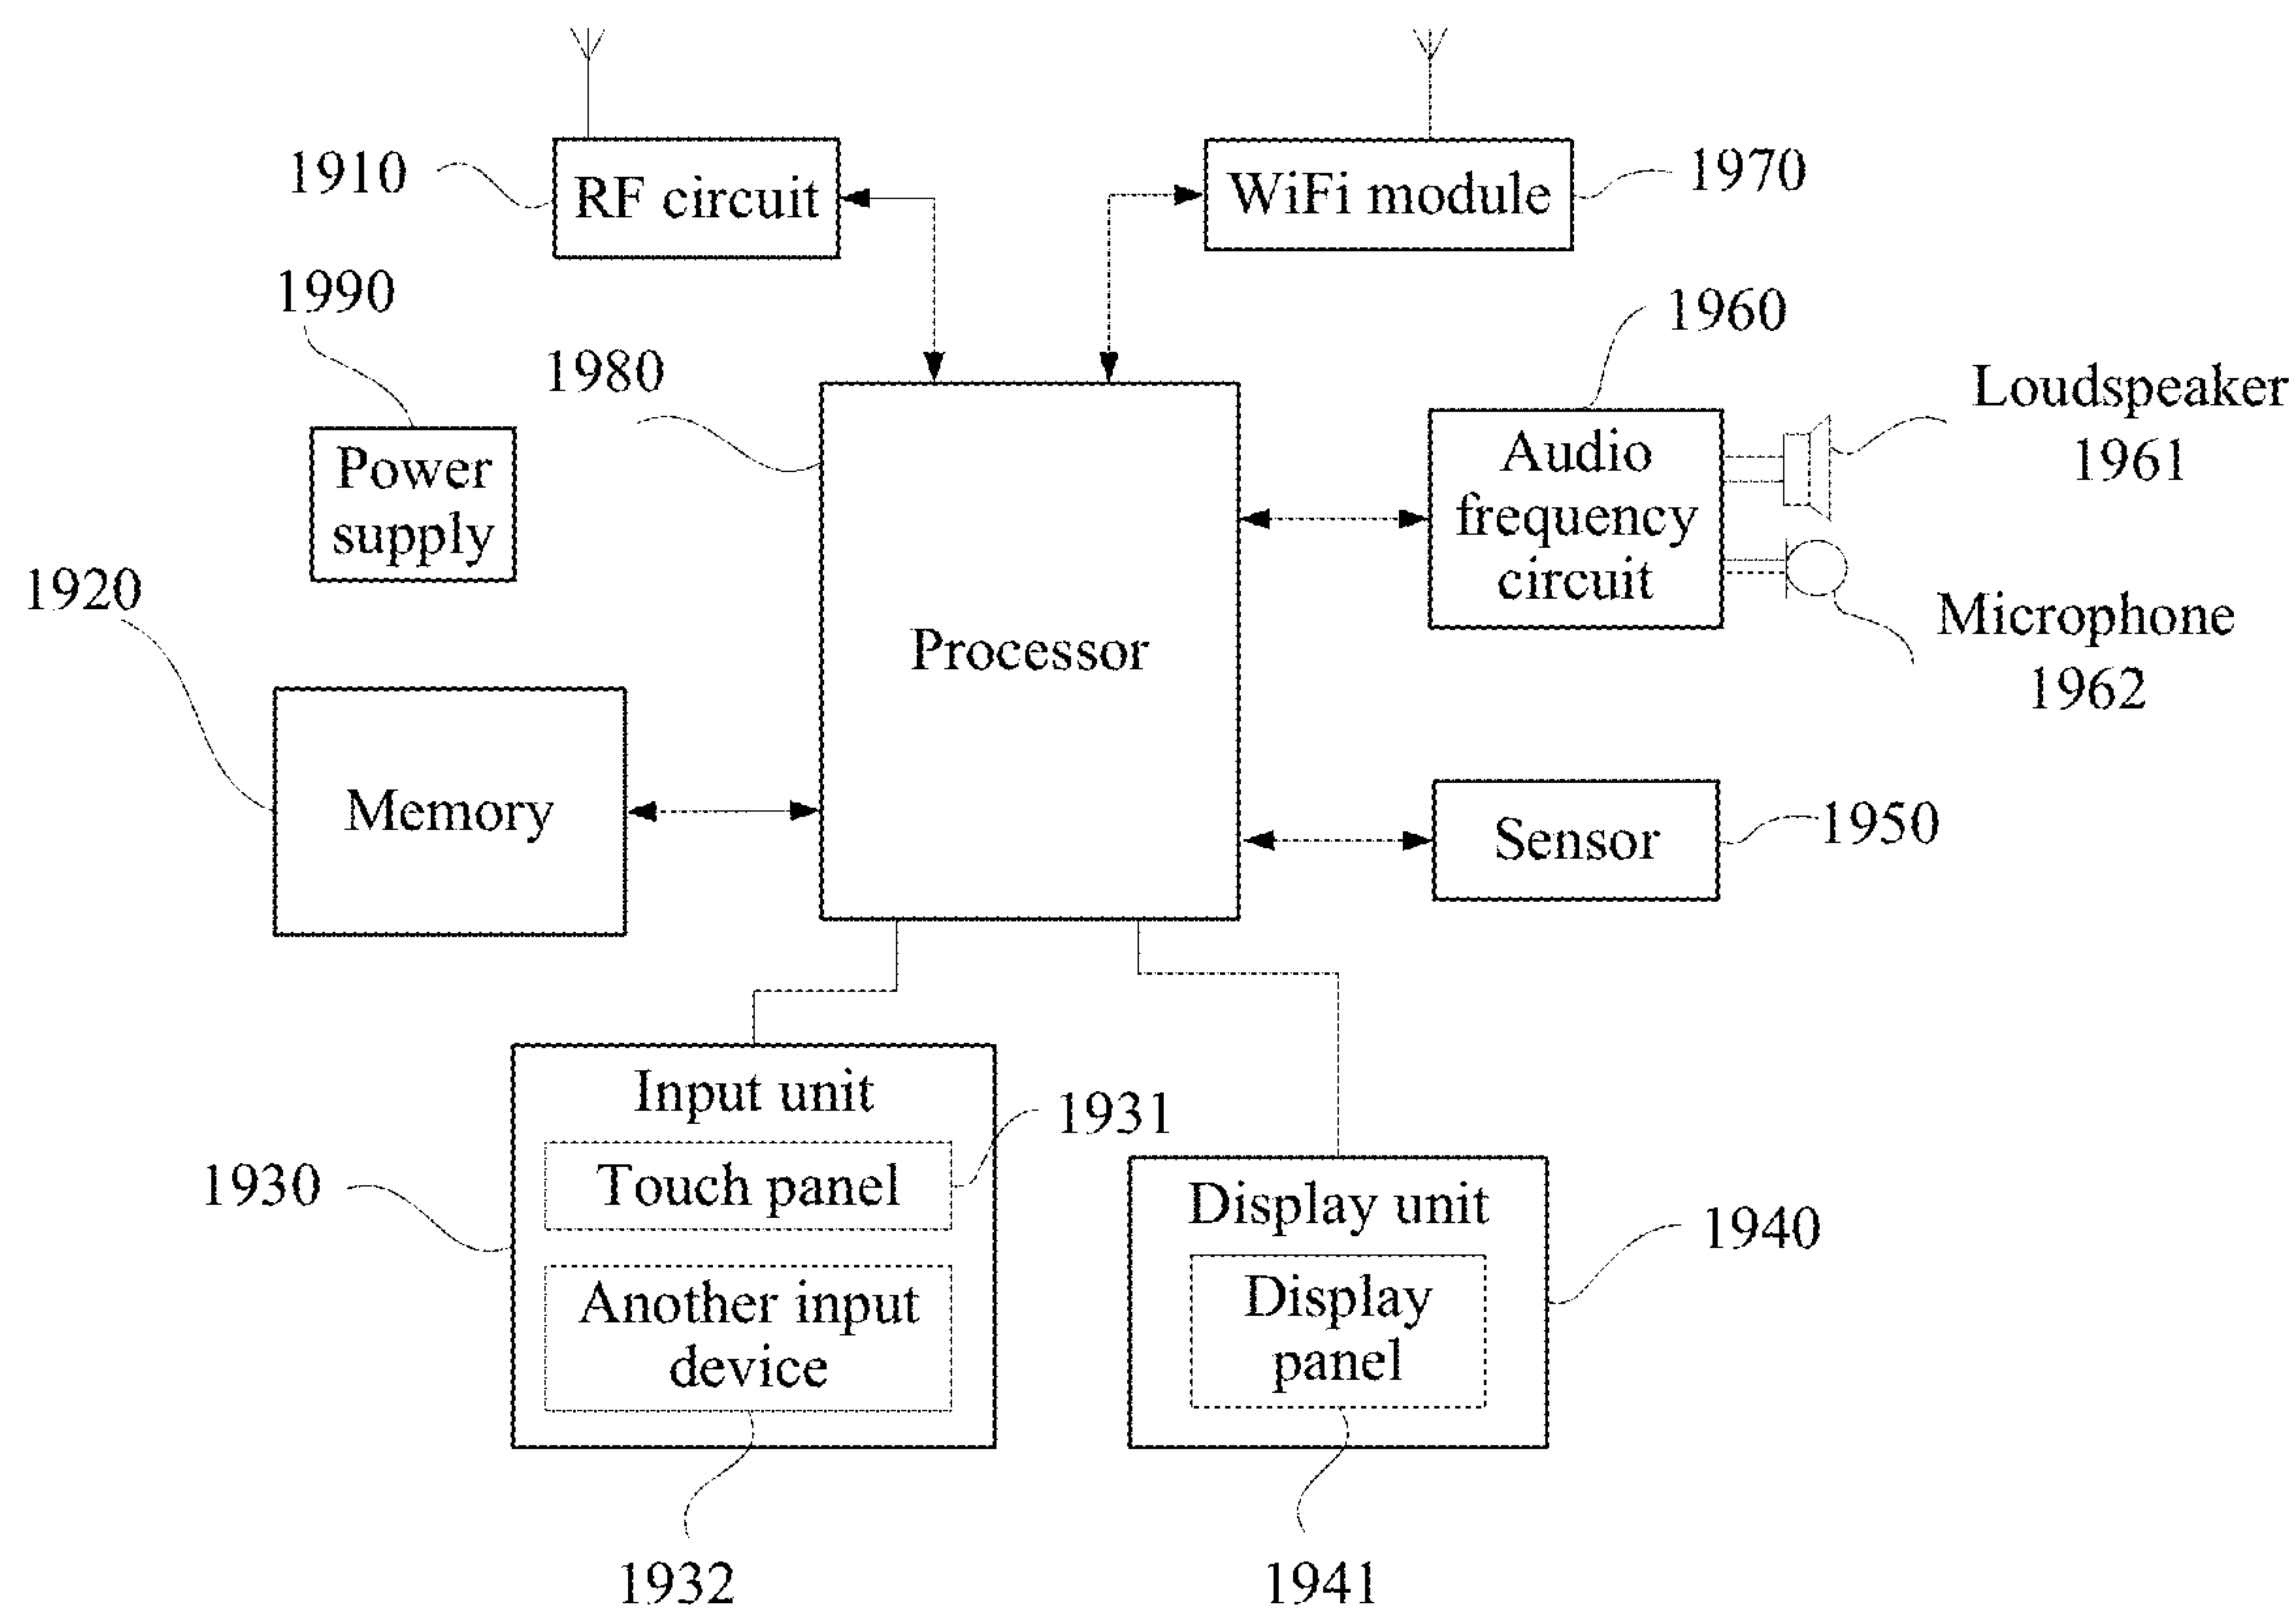 1910
RF circuit
WiFi module
1970
1990
1980
1960
Power
supply
Audio
frequency
circuit
Loudspeaker
1961
1920
Processor
Microphone
1962
Memory
Sensor
1950
Input unit
1931
1930
Touch panel
Another input
device
1932
Display unit
1940
Display
panel
1941